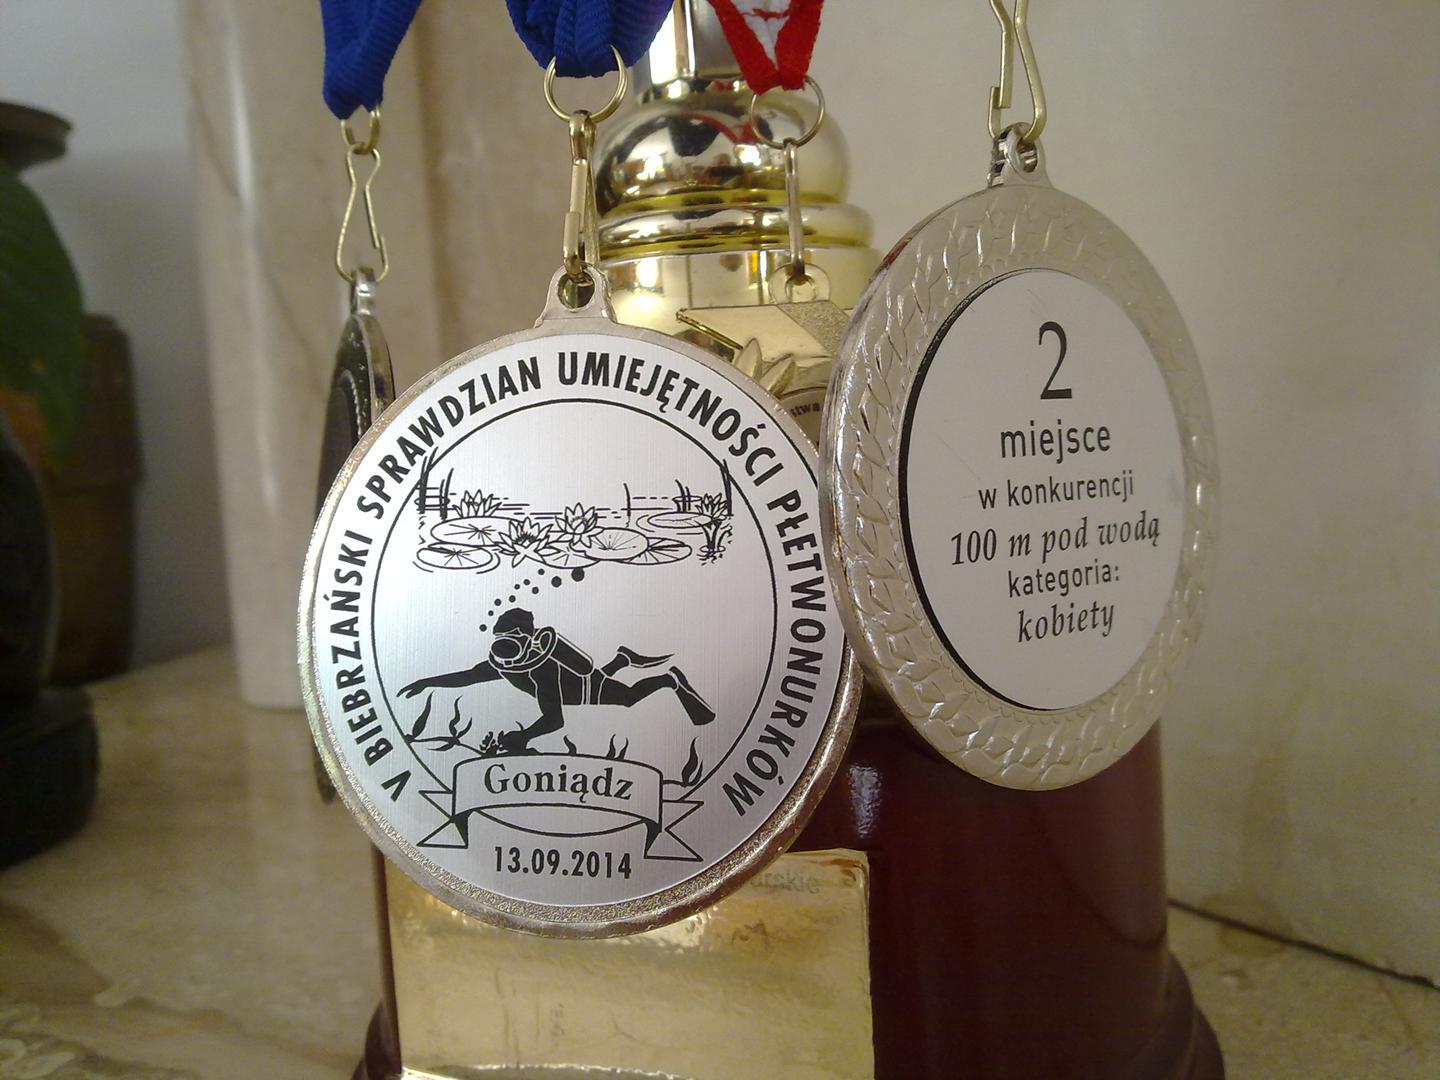 V BIEBRZAŃSKI SPRAWDZIAN UMIEJĘTNOŚCI PŁETWONURKÓW
Goniądz
13.09.2014
2
miejsce
w konkurencji
100 m pod wodą
kategoria:
kobiety